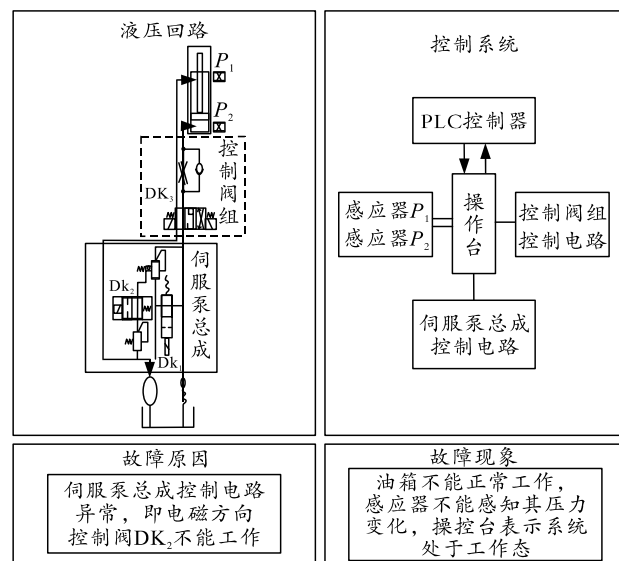 液压回路
P1
P2
控制阀组
DK3
伺服泵总成
Dk2
Dk1
控制系统
PLC控制器
操作台
感应器P1
感应器P2
控制阀组
控制电路
伺服泵总成
控制电路
故障原因
伺服泵总成控制电路
异常，即电磁方向
控制阀DK2不能工作
故障现象
油箱不能正常工作，
感应器不能感知其压力
变化，操控台表示系统
处于工作态